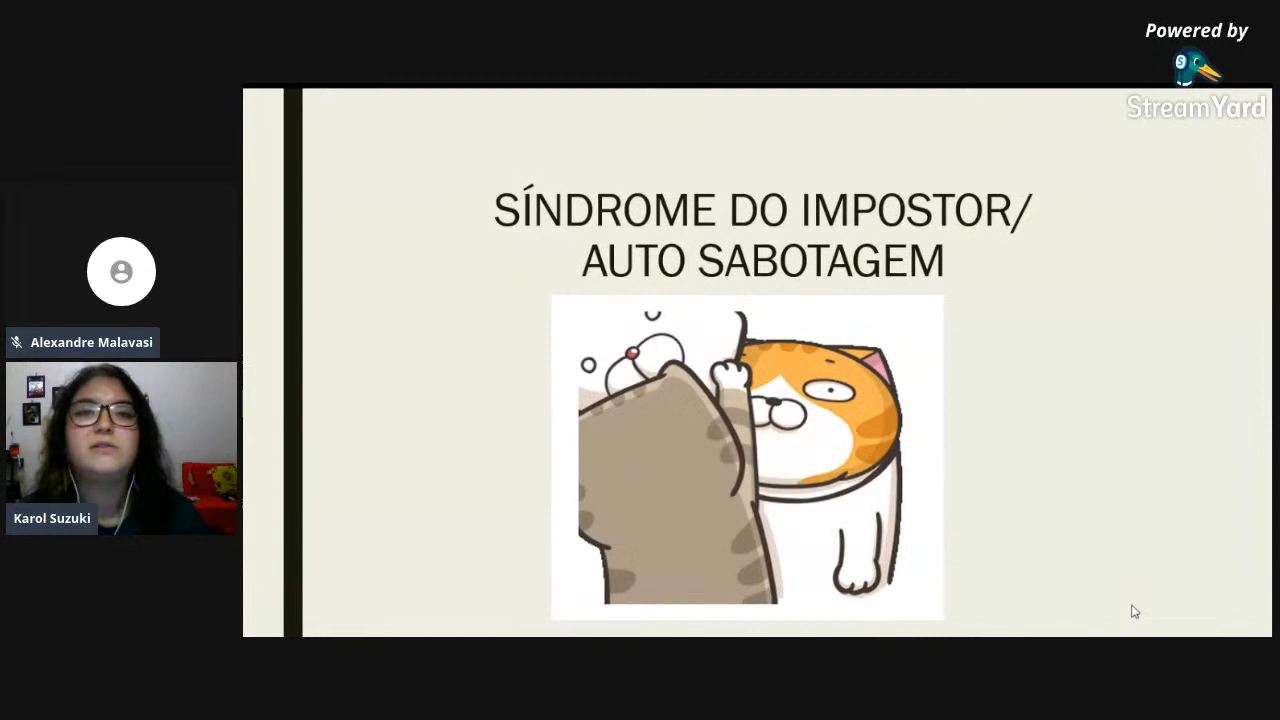 Powered by
StreamYard
SÍNDROME DO IMPOSTOR/
AUTO SABOTAGEM
Alexandre Malavasi
Karol Suzuki